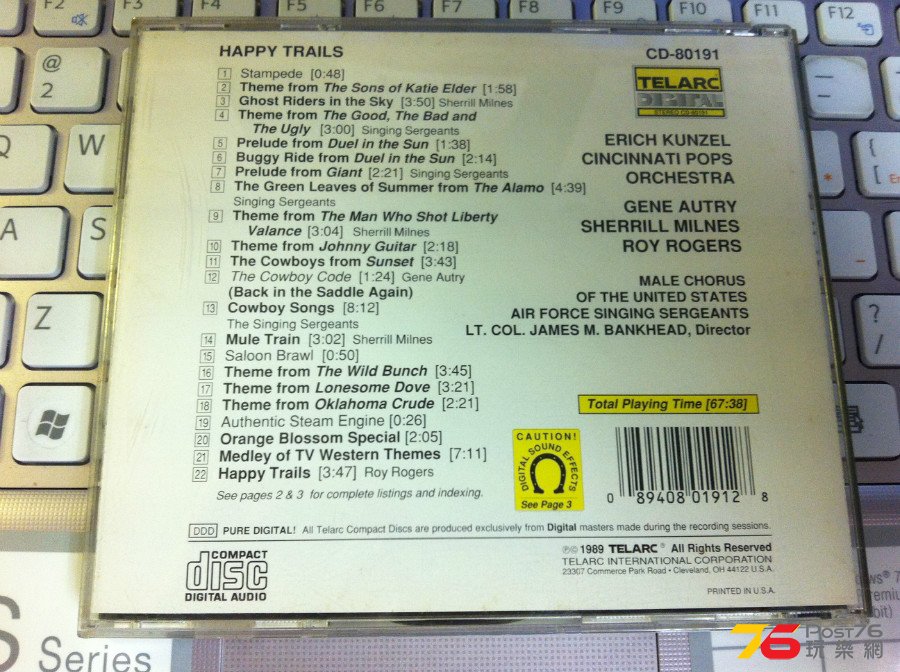 F2
F3
F4
F5
F6
F7
F8
F9
F10
F11
F12
@
2
Q
W
A
S
Z
?
/
HAPPY TRAILS
1 Stampede [0:48]
2 Theme from The Sons of Katie Elder [1:58]
3 Ghost Riders in the Sky [3:50] Sherrill Milnes
4 Theme from The Good, The Bad and
The Ugly [3:00] Singing Sergeants
5 Prelude from Duel in the Sun [1:38]
6 Buggy Ride from Duel in the Sun [2:14]
7 Prelude from Giant [2:21] Singing Sergeants
8 The Green Leaves of Summer from The Alamo [4:39]
Singing Sergeants
9 Theme from The Man Who Shot Liberty
Valance [3:04] Sherrill Milnes
10 Theme from Johnny Guitar [2:18]
11 The Cowboys from Sunset [3:43]
12 The Cowboy Code [1:24] Gene Autry
(Back in the Saddle Again)
13 Cowboy Songs [8:12]
The Singing Sergeants
14 Mule Train [3:02] Sherrill Milnes
15 Saloon Brawl [0:50]
16 Theme from The Wild Bunch [3:45]
17 Theme from Lonesome Dove [3:21]
18 Theme from Oklahoma Crude [2:21]
19 Authentic Steam Engine [0:26]
20 Orange Blossom Special [2:05]
21 Medley of TV Western Themes [7:11]
22 Happy Trails [3:47] Roy Rogers
See pages 2 & 3 for complete listings and indexing.
CD-80191
TELARC
DIGITAL
STEREO CD-80191
ERICH KUNZEL
CINCINNATI POPS
ORCHESTRA
GENE AUTRY
SHERRILL MILNES
ROY ROGERS
MALE CHORUS
OF THE UNITED STATES
AIR FORCE SINGING SERGEANTS
LT. COL. JAMES M. BANKHEAD, Director
Total Playing Time [67:38]
CAUTION!
DIGITAL SOUND EFFECTS
See Page 3
0 89408 01912 8
DDD PURE DIGITAL! All Telarc Compact Discs are produced exclusively from Digital masters made during the recording sessions.
COMPACT
disc
DIGITAL AUDIO
℗© 1989 TELARC® All Rights Reserved
TELARC INTERNATIONAL CORPORATION
23307 Commerce Park Road • Cleveland, OH 44122 U.S.A.
PRINTED IN U.S.A.
S Series
76 Post76
玩樂網